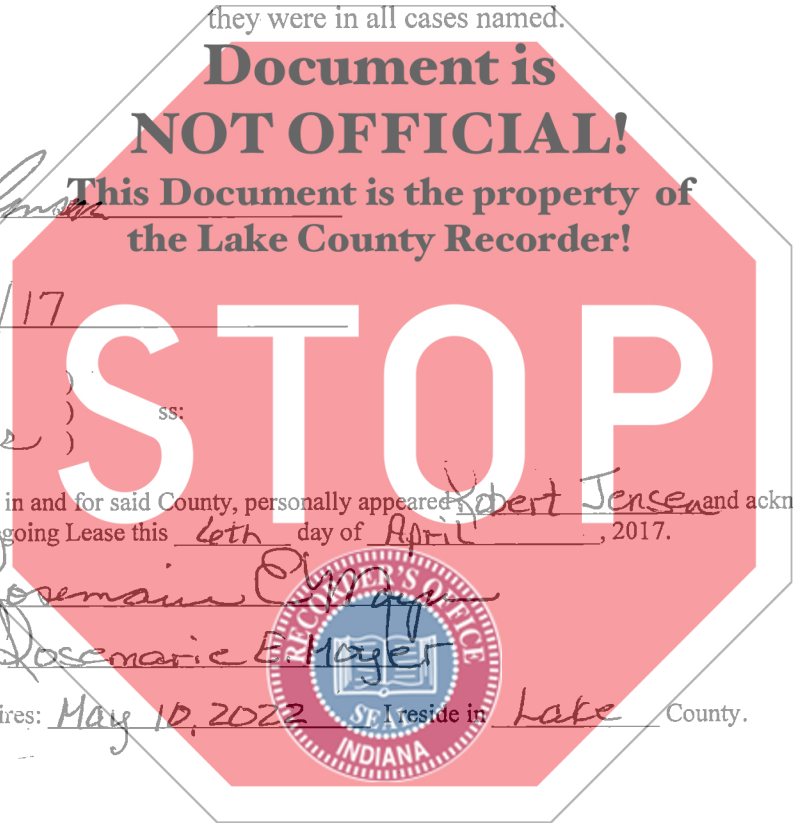 they were in all cases named.
Document is
NOT OFFICIAL!
This Document is the property of
the Lake County Recorder!
/17
STOP
)
) ss:
)
in and for said County, personally appeared Robert Jensen and ackn
going Lease this 6th day of April, 2017.
RECORDER'S OFFICE
Rosemarie E. Moyer
SEAL
INDIANA
ires: May 10, 2022 I reside in Lake County.